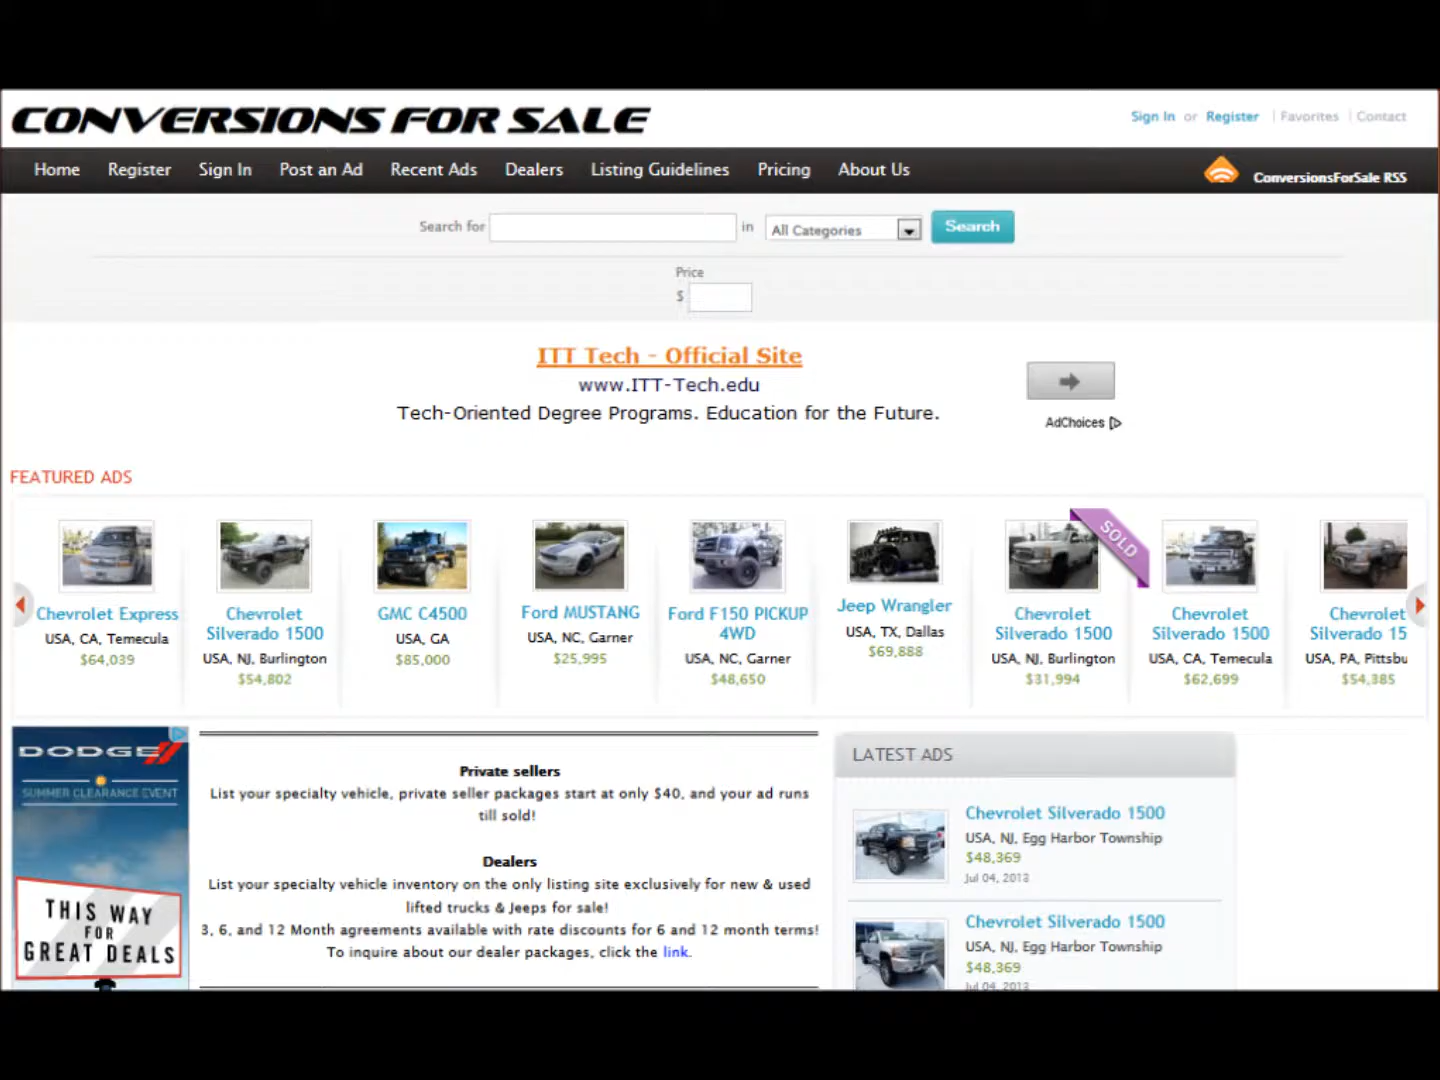 CONVERSIONS FOR SALE
Sign In or Register | Favorites | Contact
Home Register Sign In Post an Ad Recent Ads Dealers Listing Guidelines Pricing About Us ConversionsForSale RSS
Search for in All Categories Search
Price
$
ITT Tech - Official Site
www.ITT-Tech.edu
Tech-Oriented Degree Programs. Education for the Future.
AdChoices
FEATURED ADS
Chevrolet Express
USA, CA, Temecula
$64,039
Chevrolet
Silverado 1500
USA, NJ, Burlington
$54,802
GMC C4500
USA, GA
$85,000
Ford MUSTANG
USA, NC, Garner
$25,995
Ford F150 PICKUP
4WD
USA, NC, Garner
$48,650
Jeep Wrangler
USA, TX, Dallas
$69,888
SOLD
Chevrolet
Silverado 1500
USA, NJ, Burlington
$31,994
Chevrolet
Silverado 1500
USA, CA, Temecula
$62,699
Chevrolet
Silverado 15
USA, PA, Pittsbu
$54,385
DODGE
SUMMER CLEARANCE EVENT
THIS WAY
FOR
GREAT DEALS
Private sellers
List your specialty vehicle, private seller packages start at only $40, and your ad runs
till sold!
Dealers
List your specialty vehicle inventory on the only listing site exclusively for new & used
lifted trucks & Jeeps for sale!
3, 6, and 12 Month agreements available with rate discounts for 6 and 12 month terms!
To inquire about our dealer packages, click the link.
LATEST ADS
Chevrolet Silverado 1500
USA, NJ, Egg Harbor Township
$48,369
Jul 04, 2013
Chevrolet Silverado 1500
USA, NJ, Egg Harbor Township
$48,369
Jul 04, 2013